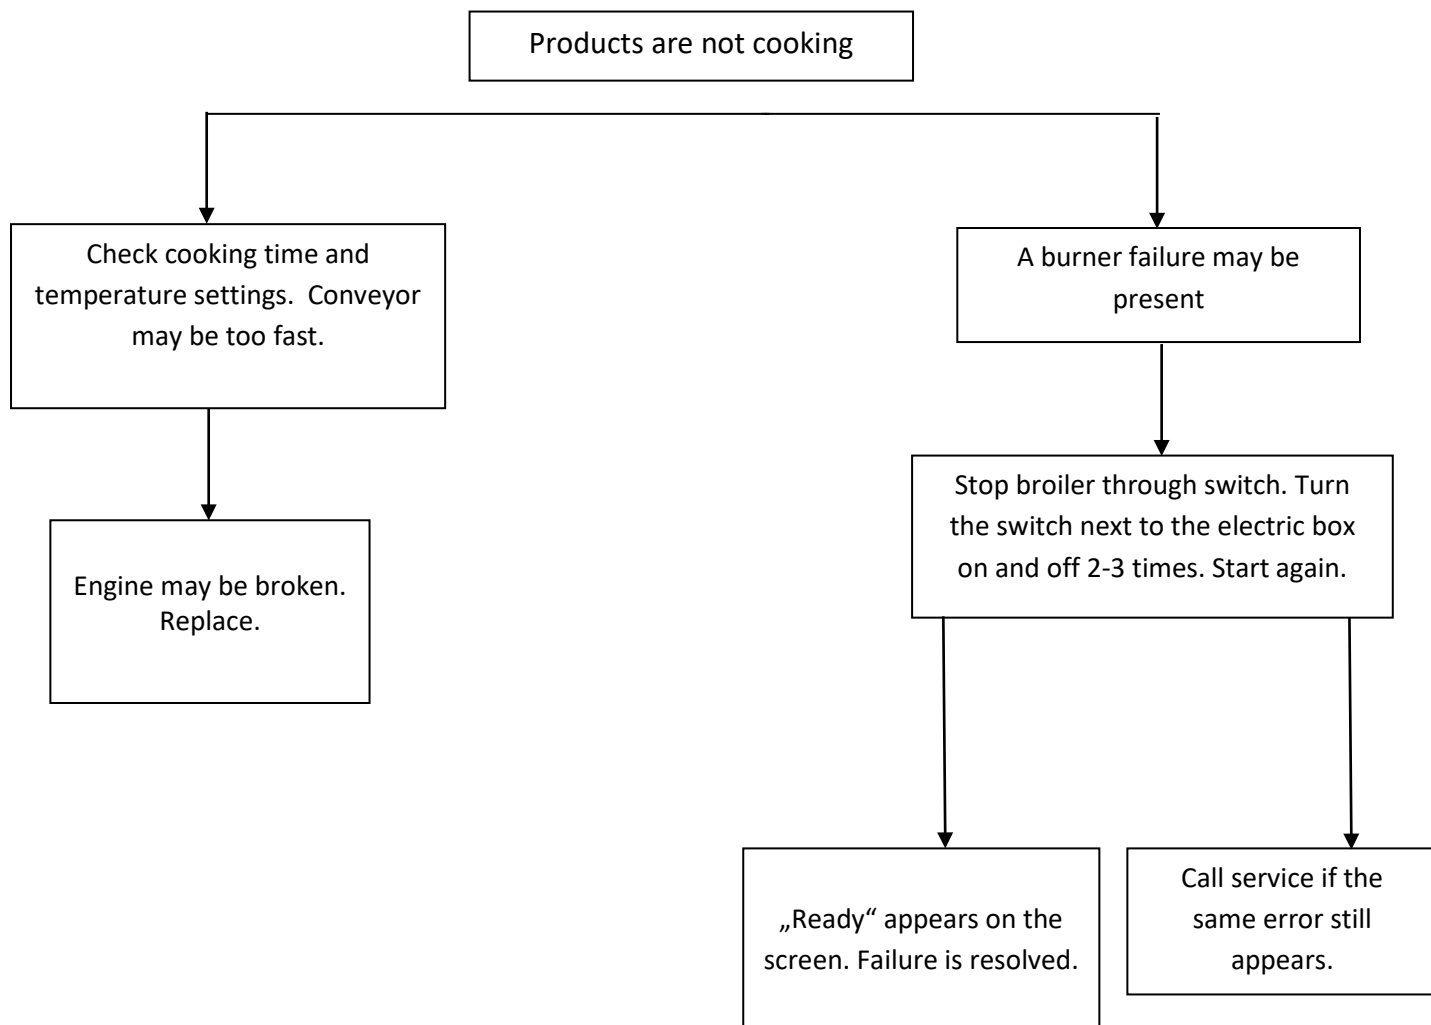 Products are not cooking
Check cooking time and
temperature settings.  Conveyor
may be too fast.
A burner failure may be
present
Engine may be broken.
Replace.
Stop broiler through switch. Turn
the switch next to the electric box
on and off 2-3 times. Start again.
„Ready“ appears on the
screen. Failure is resolved.
Call service if the
same error still
appears.